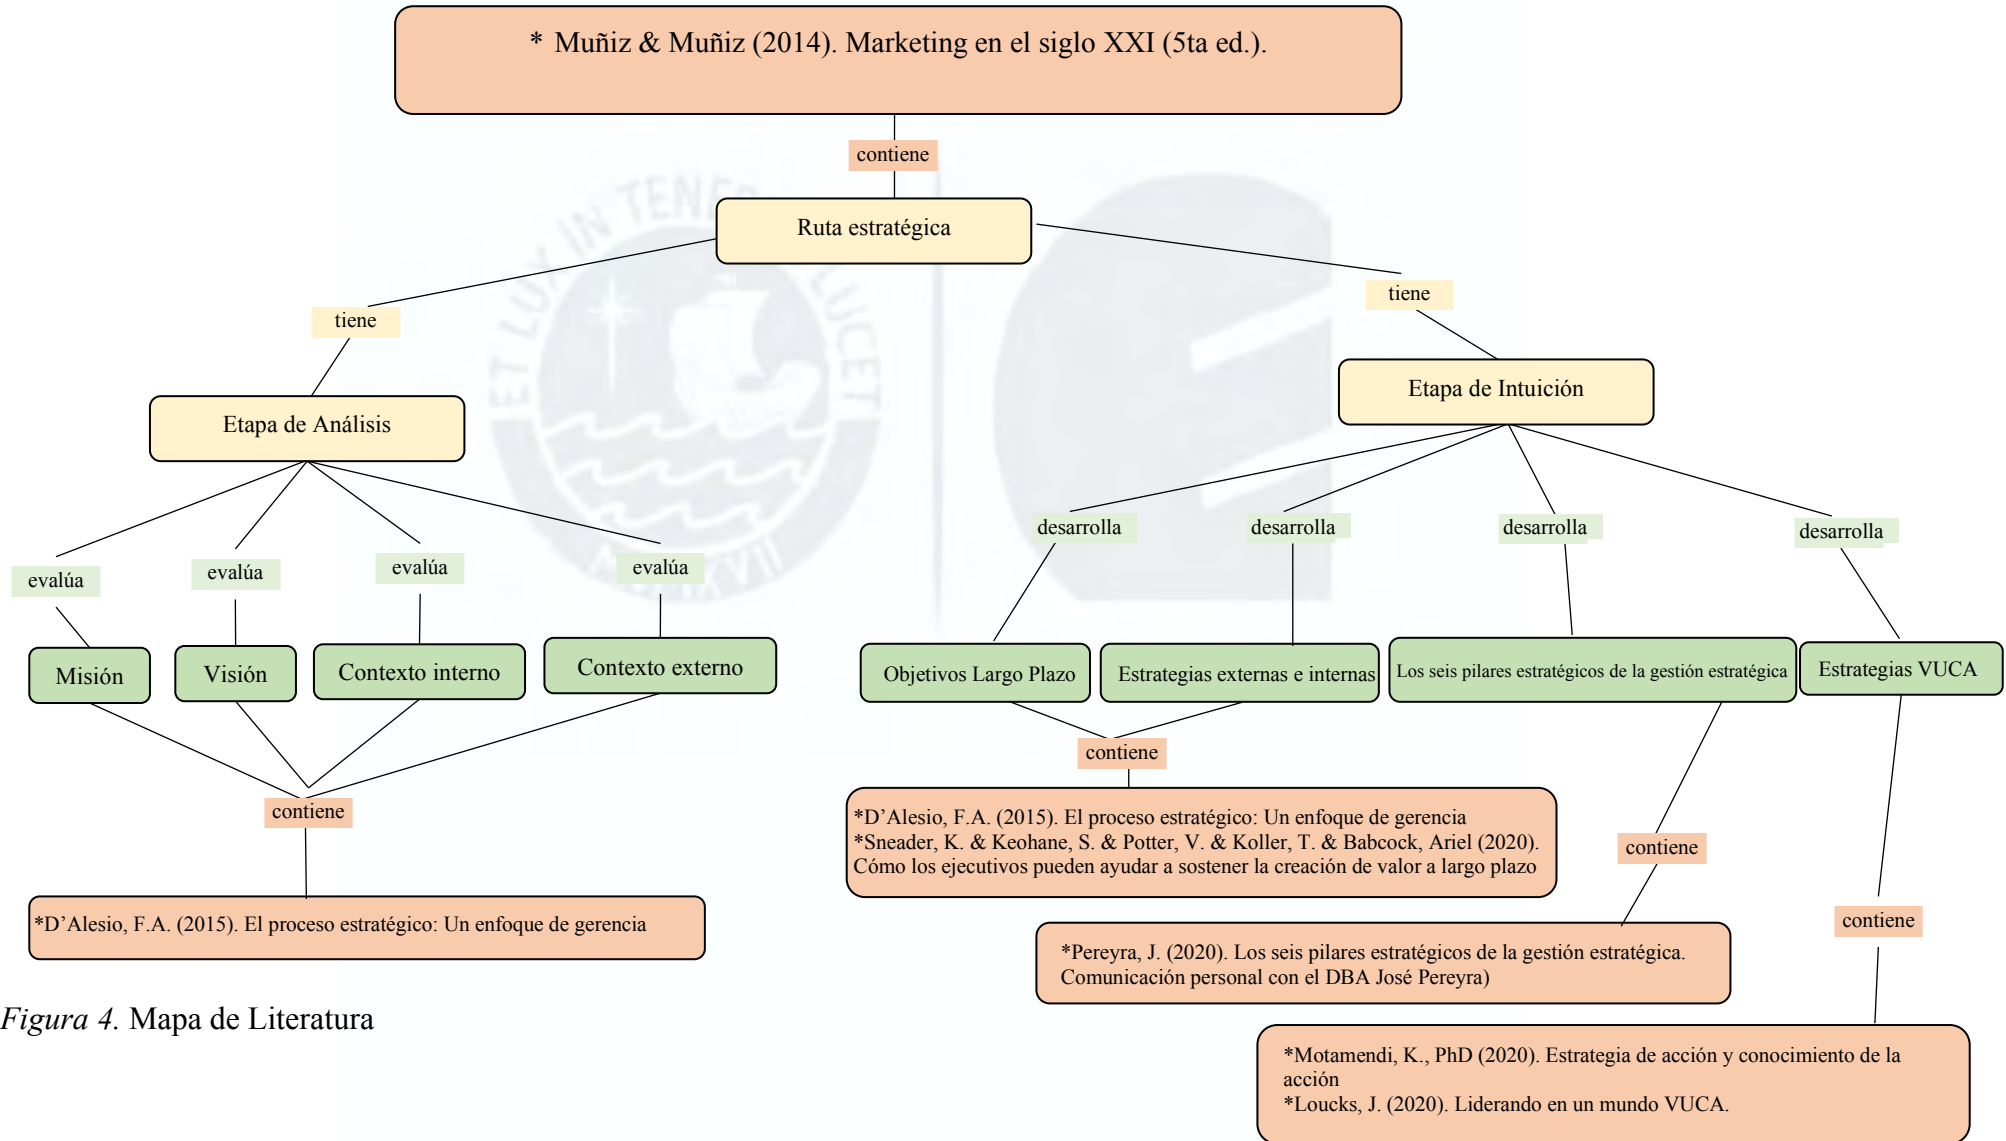 * Muñiz & Muñiz (2014). Marketing en el siglo XXI (5ta ed.).
contiene
Ruta estratégica
tiene
tiene
Etapa de Análisis
Etapa de Intuición
evalúa
evalúa
evalúa
evalúa
desarrolla
desarrolla
desarrolla
desarrolla
Misión
Visión
Contexto interno
Contexto externo
Objetivos Largo Plazo
Estrategias externas e internas
Los seis pilares estratégicos de la gestión estratégica
Estrategias VUCA
contiene
contiene
contiene
contiene
*D’Alesio, F.A. (2015). El proceso estratégico: Un enfoque de gerencia
*D’Alesio, F.A. (2015). El proceso estratégico: Un enfoque de gerencia
*Sneader, K. & Keohane, S. & Potter, V. & Koller, T. & Babcock, Ariel (2020).
Cómo los ejecutivos pueden ayudar a sostener la creación de valor a largo plazo
*Pereyra, J. (2020). Los seis pilares estratégicos de la gestión estratégica.
Comunicación personal con el DBA José Pereyra)
*Motamendi, K., PhD (2020). Estrategia de acción y conocimiento de la
acción
*Loucks, J. (2020). Liderando en un mundo VUCA.
Figura 4. Mapa de Literatura
ET LUX IN TENEBRIS LUCET